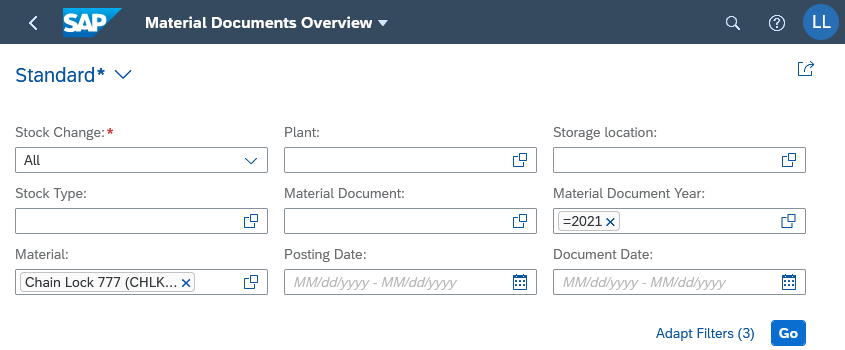 SAP Material Documents Overview LL
Standard*
Stock Change:* Plant: Storage location:
All
Stock Type: Material Document: Material Document Year:
=2021
Material: Posting Date: Document Date:
Chain Lock 777 (CHLK... MM/dd/yyyy - MM/dd/yyyy MM/dd/yyyy - MM/dd/yyyy
Adapt Filters (3) Go